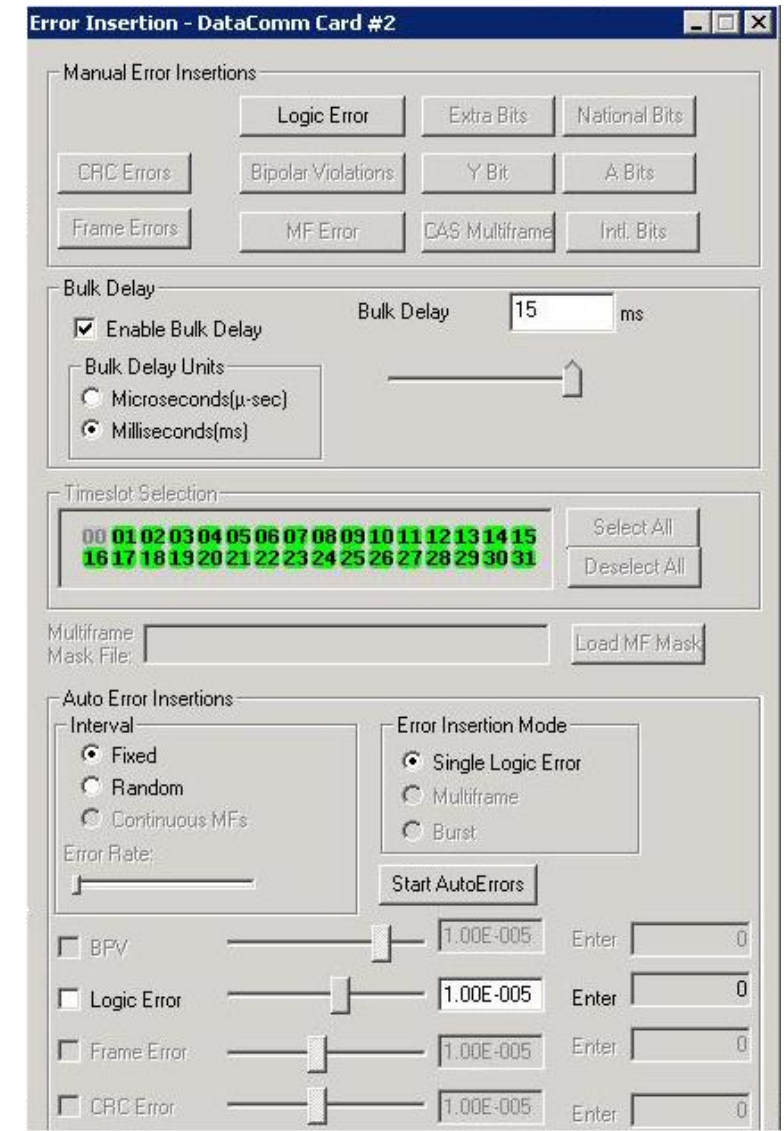 Error Insertion - DataComm Card #2
Manual Error Insertions
Logic Error
Extra Bits
National Bits
CRC Errors
Bipolar Violations
Y Bit
A Bits
Frame Errors
MF Error
CAS Multiframe
Intl. Bits
Bulk Delay
Enable Bulk Delay
Bulk Delay
15
ms
Bulk Delay Units
Microseconds(µ-sec)
Milliseconds(ms)
Timeslot Selection
00 01 02 03 04 05 06 07 08 09 10 11 12 13 14 15
16 17 18 19 20 21 22 23 24 25 26 27 28 29 30 31
Select All
Deselect All
Multiframe
Mask File:
Load MF Mask
Auto Error Insertions
Interval
Fixed
Random
Continuous MFs
Error Rate:
Error Insertion Mode
Single Logic Error
Multiframe
Burst
Start AutoErrors
BPV
1.00E-005
Enter
0
Logic Error
1.00E-005
Enter
0
Frame Error
1.00E-005
Enter
0
CRC Error
1.00E-005
Enter
0